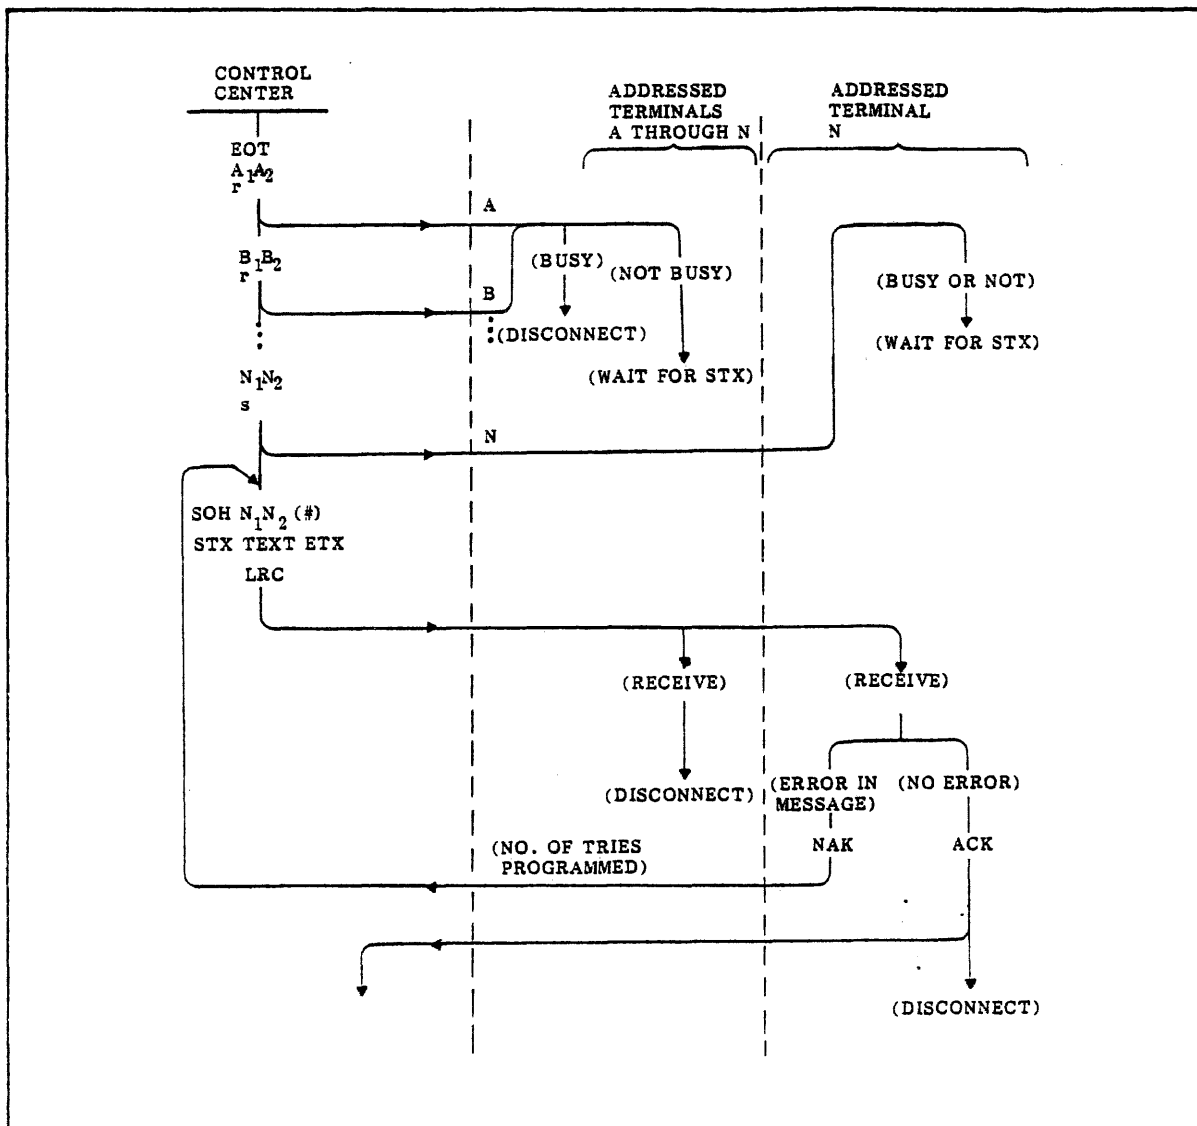 CONTROL
CENTER
ADDRESSED
TERMINALS
A THROUGH N
ADDRESSED
TERMINAL
N
EOT
A1A2
r
A
B1B2
r
(BUSY)
(NOT BUSY)
(BUSY OR NOT)
B
(DISCONNECT)
(WAIT FOR STX)
(WAIT FOR STX)
N1N2
s
N
SOH N1N2 (#)
STX TEXT ETX
LRC
(RECEIVE)
(RECEIVE)
(DISCONNECT)
(ERROR IN
MESSAGE)
(NO ERROR)
(NO. OF TRIES
PROGRAMMED)
NAK
ACK
(DISCONNECT)